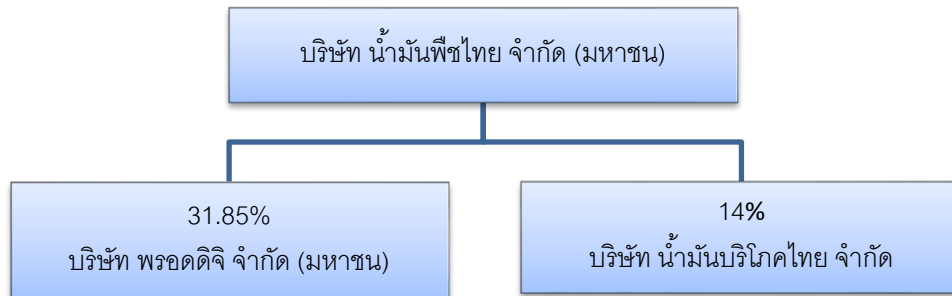 บริษัท น้ำมันพืชไทย จำกัด (มหาชน)
31.85%
บริษัท พรอดดิจิ จำกัด (มหาชน)
14%
บริษัท น้ำมันบริโภคไทย จำกัด